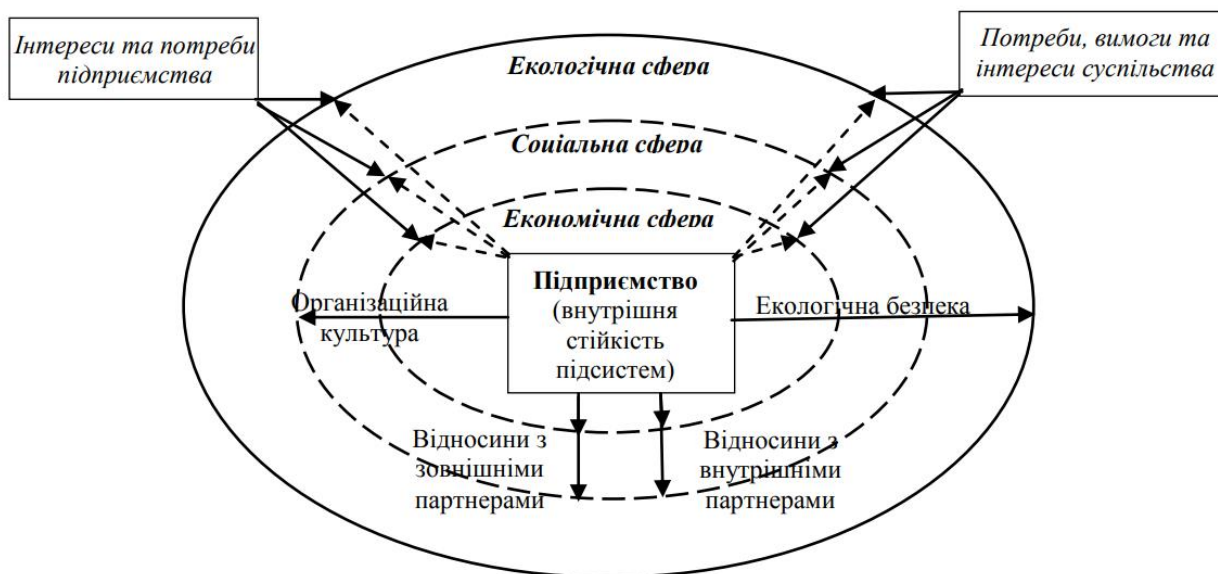 Інтереси та потреби
підприємства
Потреби, вимоги та
інтереси суспільства
Екологічна сфера
Соціальна сфера
Економічна сфера
Підприємство
(внутрішня
стійкість
підсистем)
Організаційна
культура
Екологічна безпека
Відносини з
зовнішніми
партнерами
Відносини з
внутрішніми
партнерами